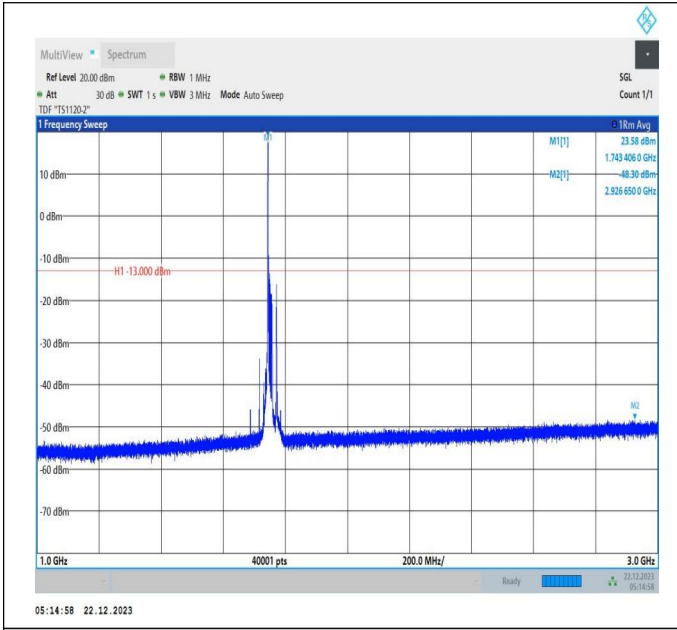 R S
MultiView Spectrum
Ref Level 20.00 dBm RBW 1 MHz SGL
Att 30 dB SWT 1 s VBW 3 MHz Mode Auto Sweep Count 1/1
TDF "TS1120-2"
1 Frequency Sweep 1Rm Avg
M1 M1[1] 23.58 dBm
1.743 406 0 GHz
10 dBm M2[1] -48.30 dBm
2.926 650 0 GHz
0 dBm
-10 dBm
H1 -13.000 dBm
-20 dBm
-30 dBm
-40 dBm
M2
-50 dBm
-60 dBm
-70 dBm
1.0 GHz 40001 pts 200.0 MHz/ 3.0 GHz
Ready 22.12.2023
05:14:58
05:14:58 22.12.2023